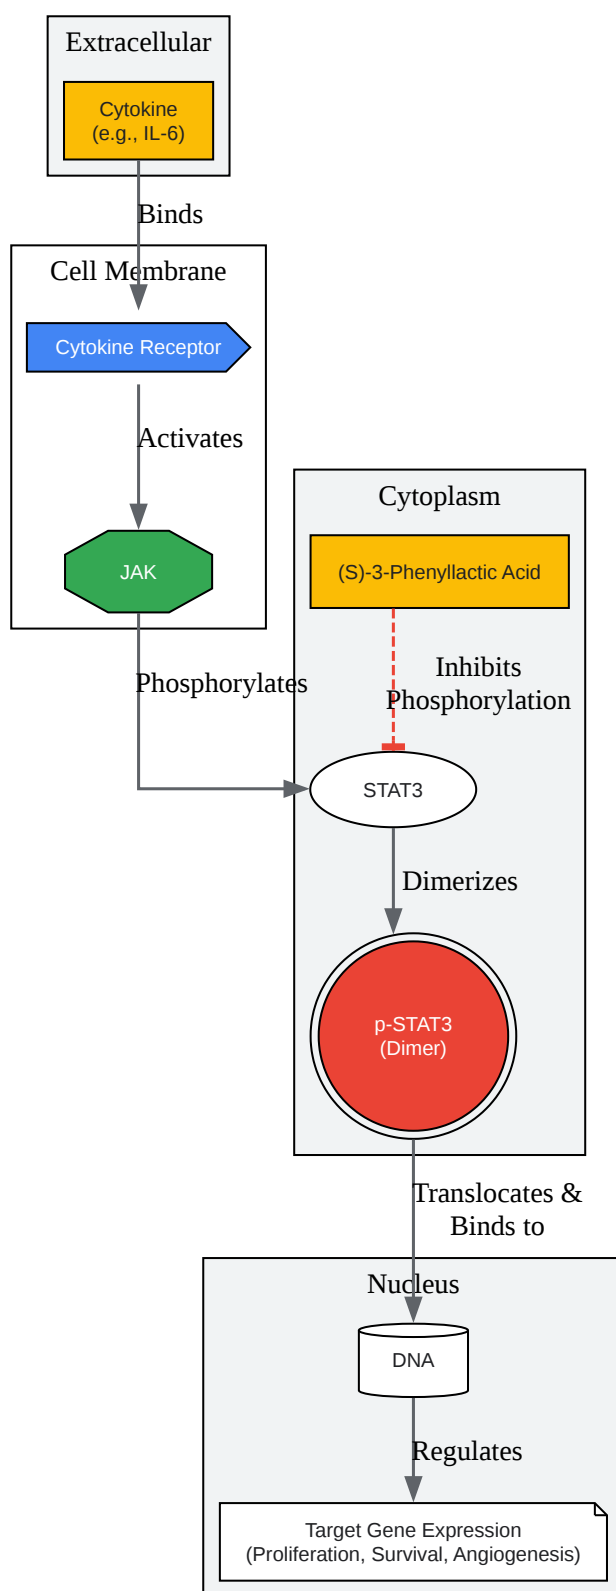 Extracellular
Cytokine
(e.g., IL-6)
Binds
Cell Membrane
Cytokine Receptor
Activates
JAK
Phosphorylates
Cytoplasm
(S)-3-Phenyllactic Acid
Inhibits
Phosphorylation
STAT3
Dimerizes
p-STAT3
(Dimer)
Translocates &
Binds to
Nucleus
DNA
Regulates
Target Gene Expression
(Proliferation, Survival, Angiogenesis)